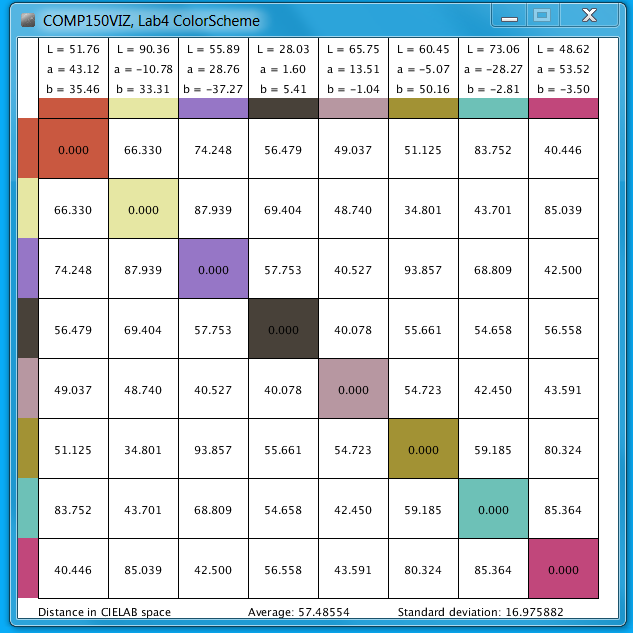 COMP150VIZ, Lab4 ColorScheme
L = 51.76 L = 90.36 L = 55.89 L = 28.03 L = 65.75 L = 60.45 L = 73.06 L = 48.62
a = 43.12 a = −10.78 a = 28.76 a = 1.60 a = 13.51 a = −5.07 a = −28.27 a = 53.52
b = 35.46 b = 33.31 b = −37.27 b = 5.41 b = −1.04 b = 50.16 b = −2.81 b = −3.50
0.000 66.330 74.248 56.479 49.037 51.125 83.752 40.446
66.330 0.000 87.939 69.404 48.740 34.801 43.701 85.039
74.248 87.939 0.000 57.753 40.527 93.857 68.809 42.500
56.479 69.404 57.753 0.000 40.078 55.661 54.658 56.558
49.037 48.740 40.527 40.078 0.000 54.723 42.450 43.591
51.125 34.801 93.857 55.661 54.723 0.000 59.185 80.324
83.752 43.701 68.809 54.658 42.450 59.185 0.000 85.364
40.446 85.039 42.500 56.558 43.591 80.324 85.364 0.000
Distance in CIELAB space Average: 57.48554 Standard deviation: 16.975882